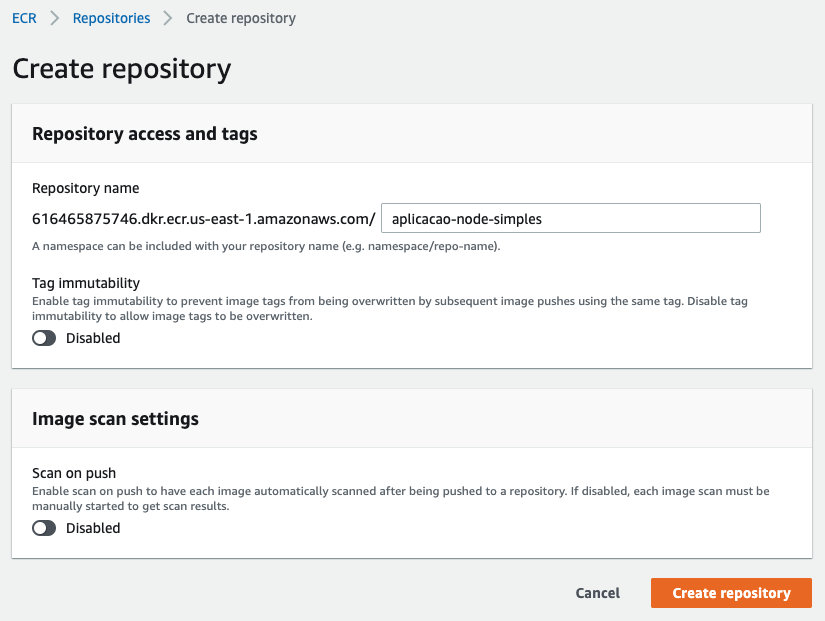 ECR > Repositories > Create repository
Create repository
Repository access and tags
Repository name
616465875746.dkr.ecr.us-east-1.amazonaws.com/ aplicacao-node-simples
A namespace can be included with your repository name (e.g. namespace/repo-name).
Tag immutability
Enable tag immutability to prevent image tags from being overwritten by subsequent image pushes using the same tag. Disable tag
immutability to allow image tags to be overwritten.
Disabled
Image scan settings
Scan on push
Enable scan on push to have each image automatically scanned after being pushed to a repository. If disabled, each image scan must be
manually started to get scan results.
Disabled
Cancel Create repository